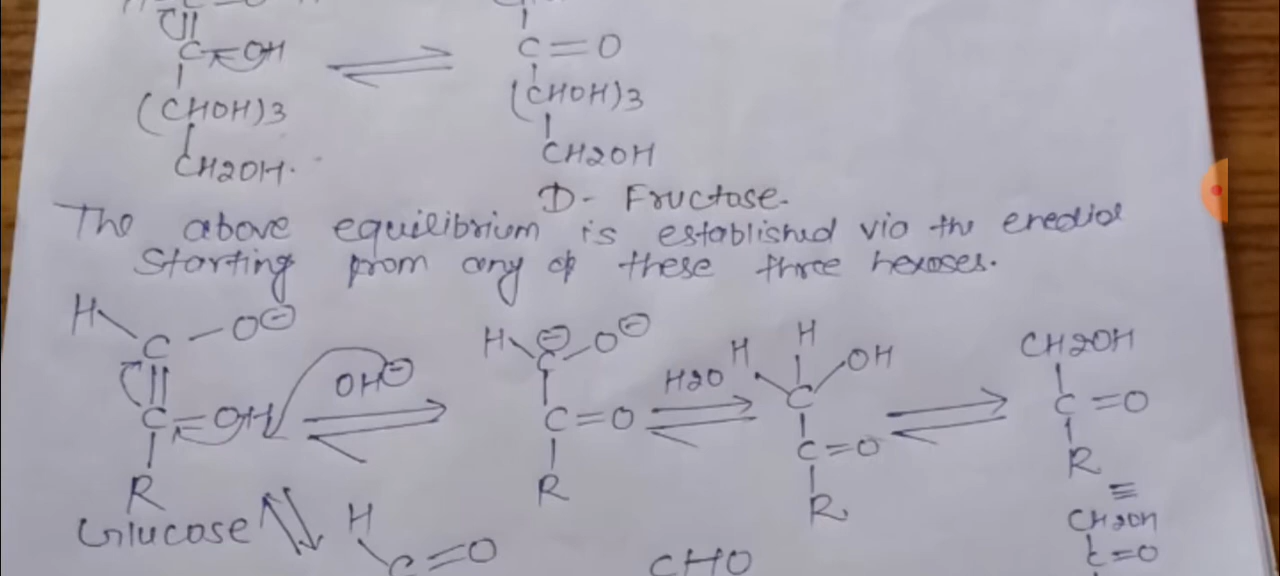 C-OH
C=O
(CHOH)3
(CHOH)3
CH2OH.
CH2OH
D- Fructose.
The above equilibrium is established via the enediol
Starting from any of these three hexoses.
H C -O⊖
H ⊖ C O⊖
H
CH2OH
OH⊖
H2O
H C OH
C-OH
C=O
C=O
C=O
R
R
R
R
≡
Glucose
H
CH2OH
C=O
CHO
C=O